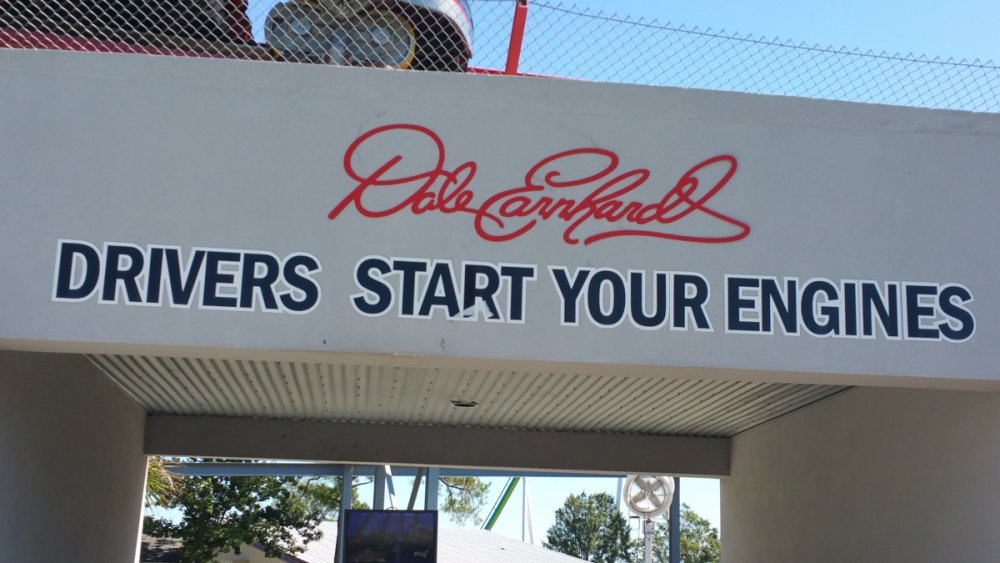 Dale Earnhardt
DRIVERS START YOUR ENGINES